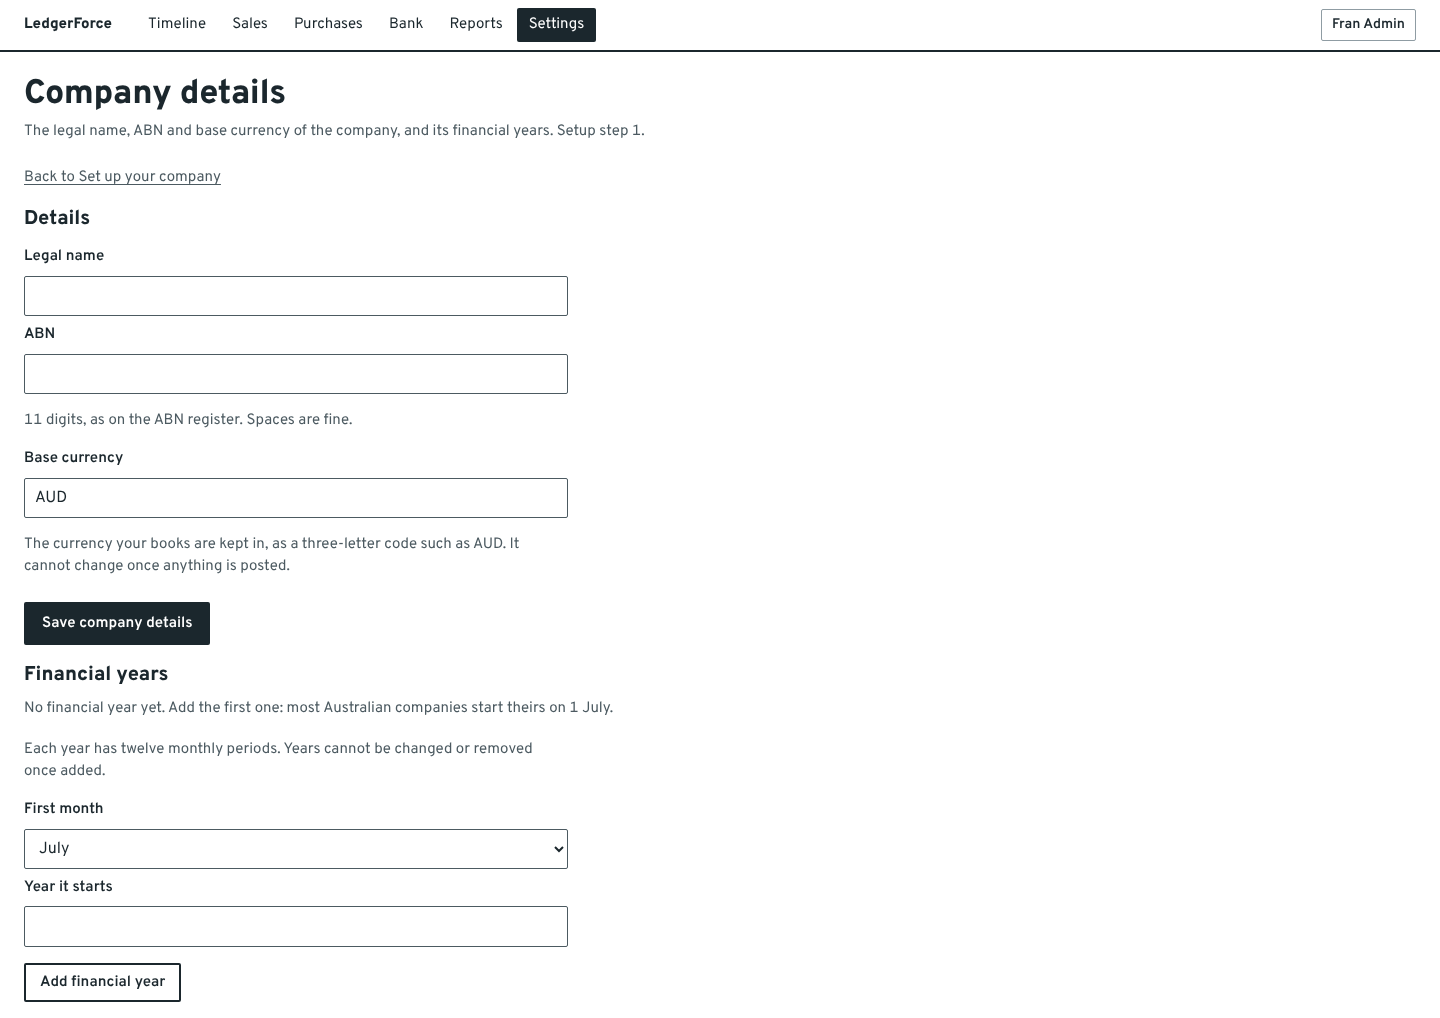 LedgerForce Timeline Sales Purchases Bank Reports Settings Fran Admin
Company details
The legal name, ABN and base currency of the company, and its financial years. Setup step 1.
Back to Set up your company
Details
Legal name
ABN
11 digits, as on the ABN register. Spaces are fine.
Base currency
AUD
The currency your books are kept in, as a three-letter code such as AUD. It
cannot change once anything is posted.
Save company details
Financial years
No financial year yet. Add the first one: most Australian companies start theirs on 1 July.
Each year has twelve monthly periods. Years cannot be changed or removed
once added.
First month
July
Year it starts
Add financial year